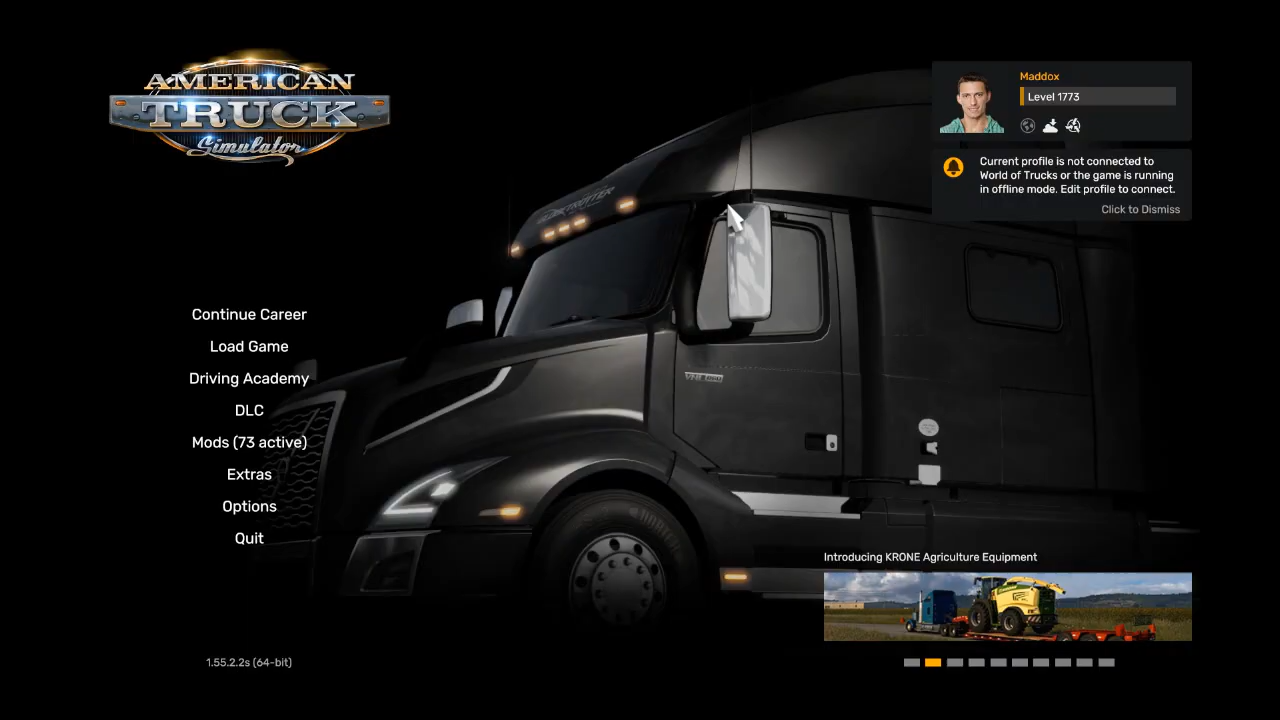 AMERICAN
TRUCK
Simulator
Maddox
Level 1773
Current profile is not connected to
World of Trucks or the game is running
in offline mode. Edit profile to connect.
Click to Dismiss
Continue Career
Load Game
Driving Academy
DLC
Mods (73 active)
Extras
Options
Quit
Introducing KRONE Agriculture Equipment
1.55.2.2s (64-bit)